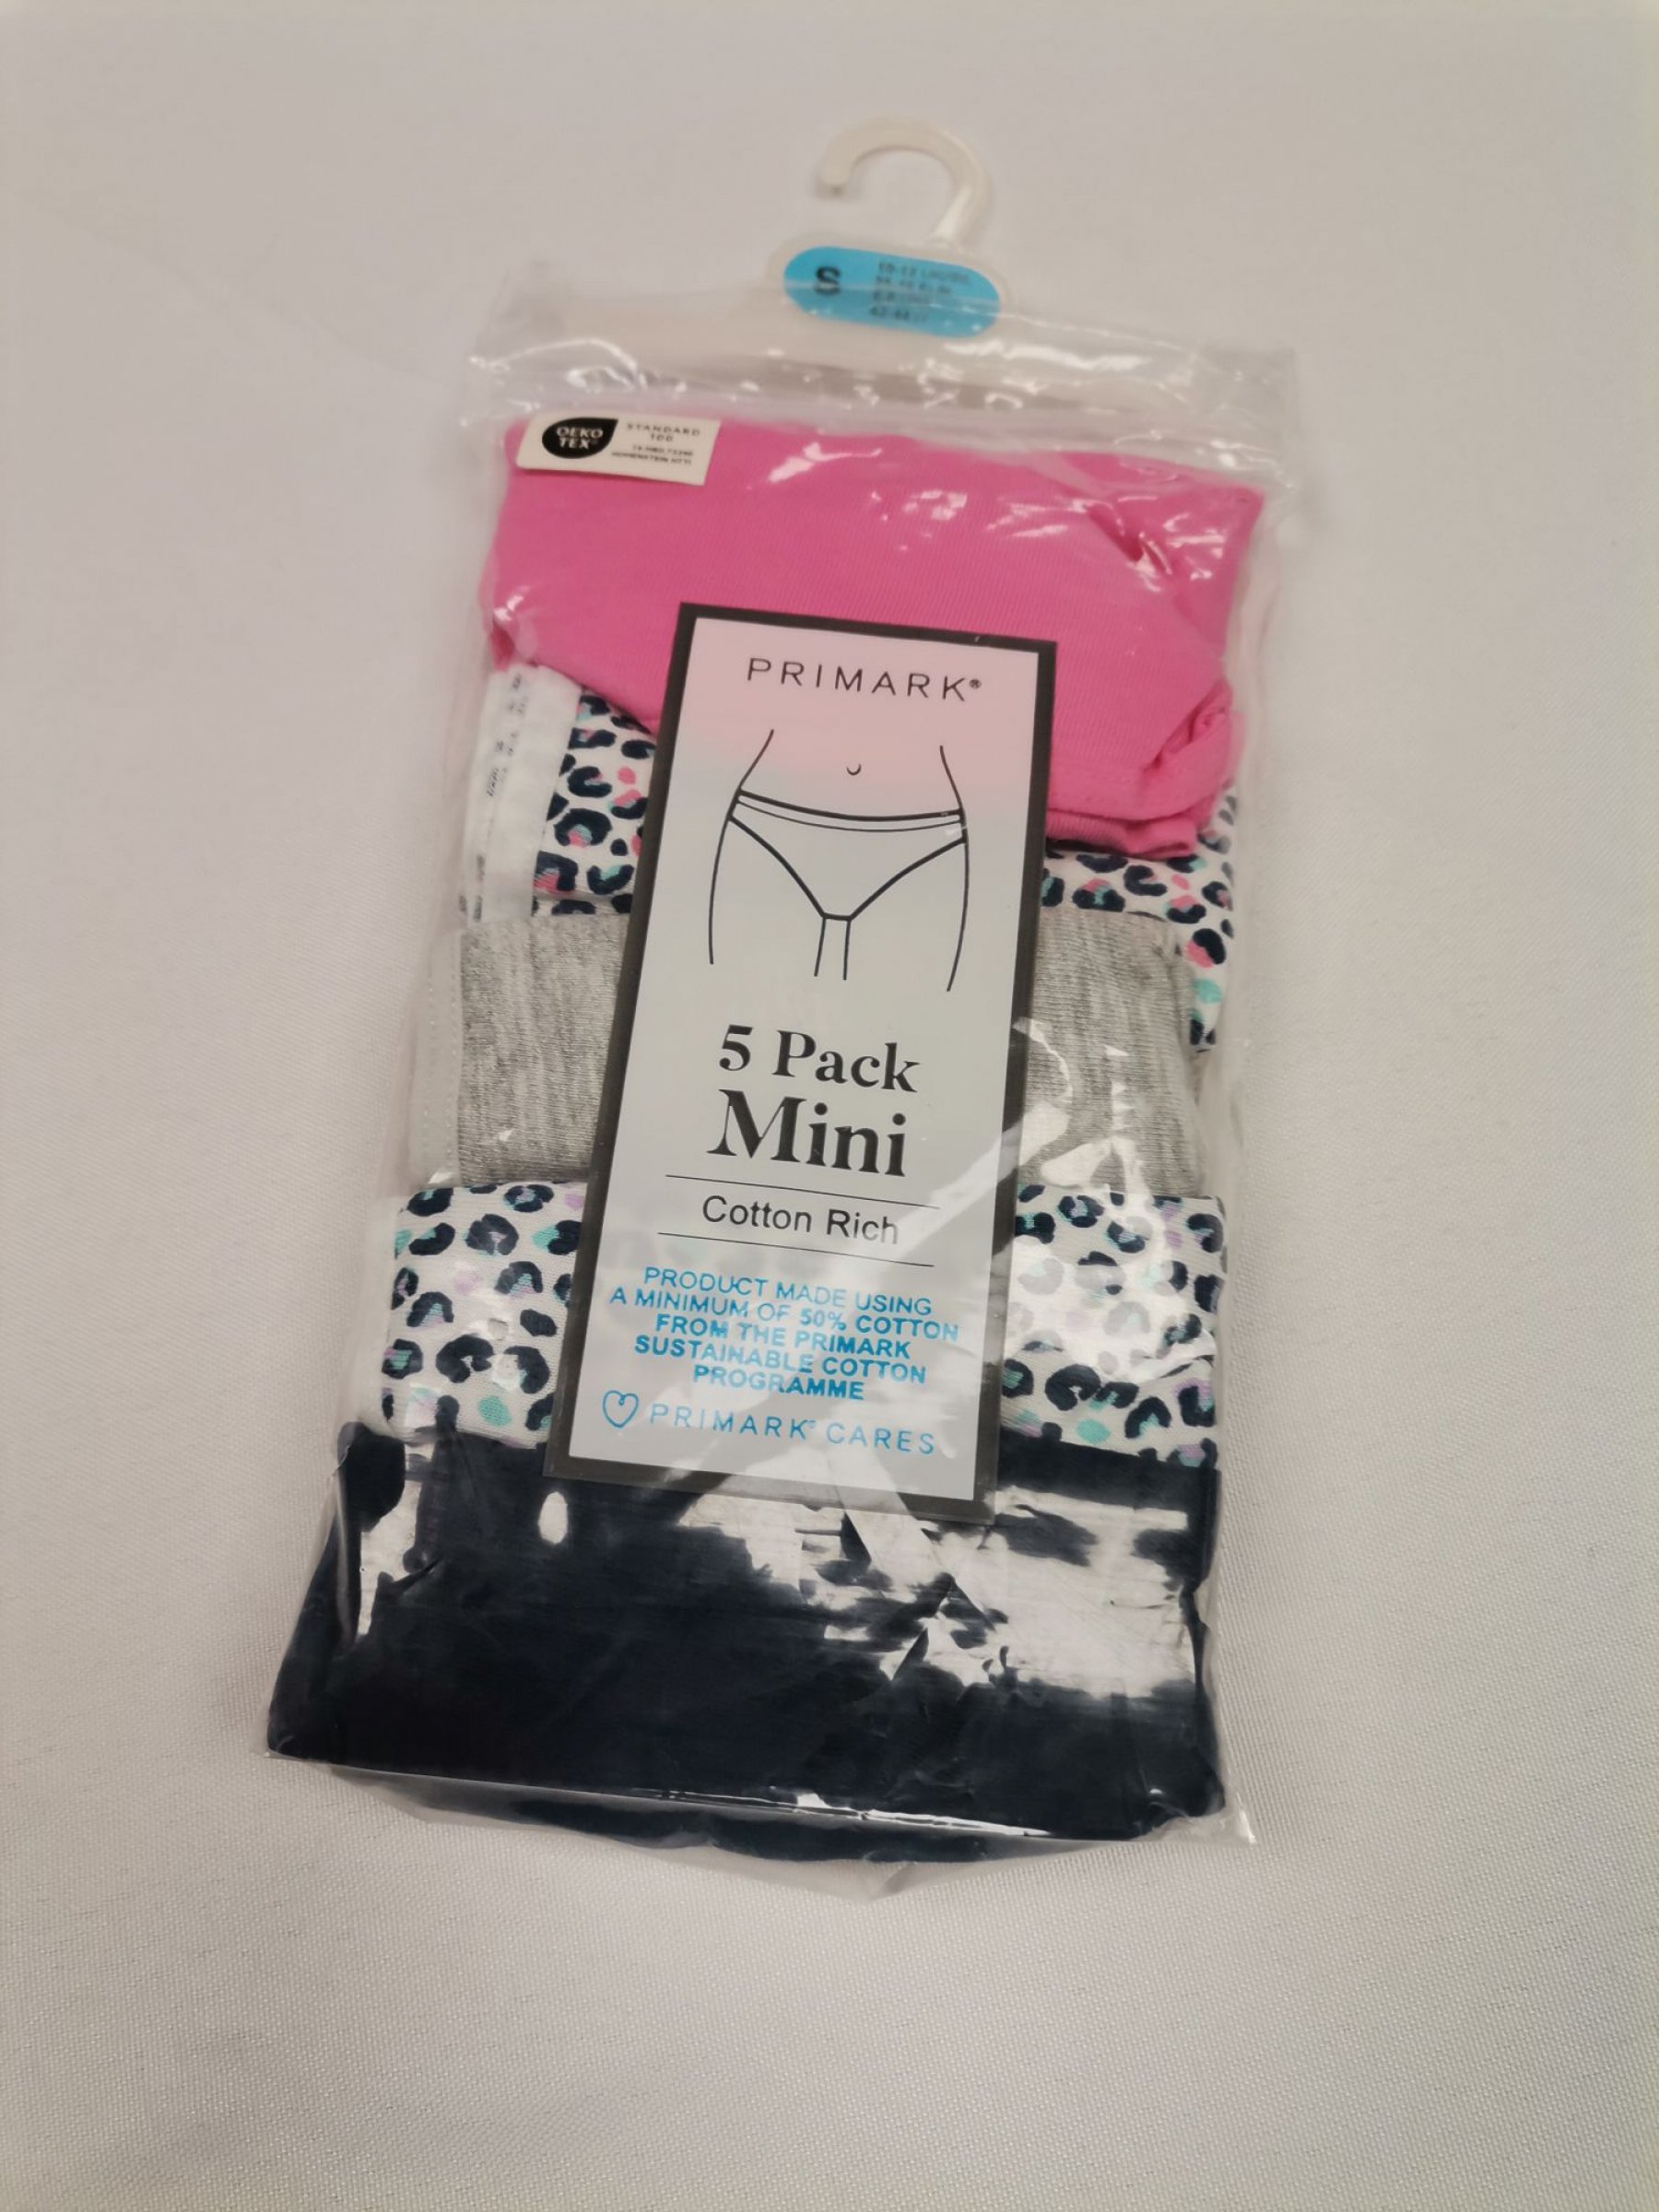 S
OEKO
TEX®
STANDARD
100
PRIMARK®
5 Pack
Mini
Cotton Rich
PRODUCT MADE USING
A MINIMUM OF 50% COTTON
FROM THE PRIMARK
SUSTAINABLE COTTON
PROGRAMME
PRIMARK® CARES